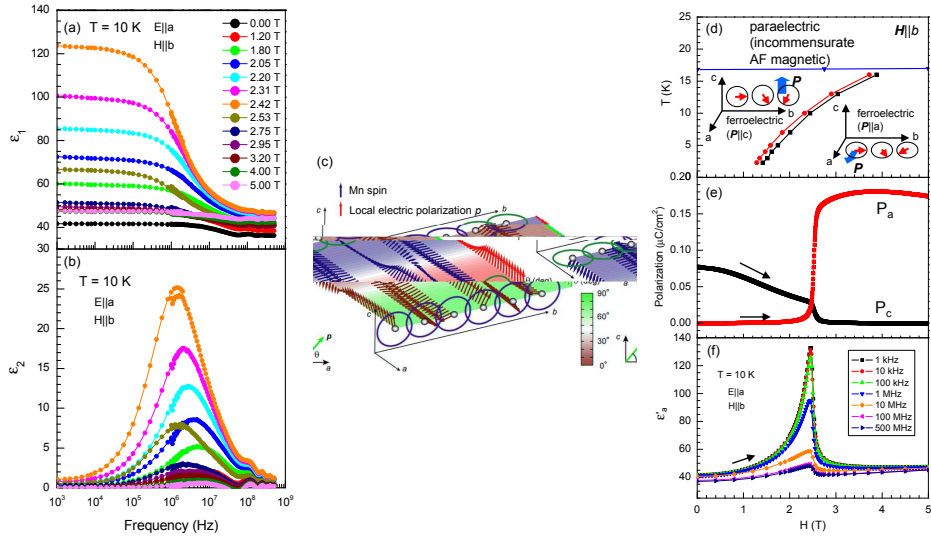 (a) T = 10 K
E||a
H||b
0.00 T
1.20 T
1.80 T
2.05 T
2.20 T
2.31 T
2.42 T
2.53 T
2.75 T
2.95 T
3.20 T
4.00 T
5.00 T
140
120
100
80
60
40
30
ε1
(b)
T = 10 K
E||a
H||b
25
20
15
10
5
0
ε2
10^3 10^4 10^5 10^6 10^7 10^8 10^9
Frequency (Hz)
(c)
Mn spin
Local electric polarization p
c
b
a
θ (deg)
c
b
a
90°
60°
30°
0°
p
θ
a
c
(d)
paraelectric
(incommensurate
AF magnetic)
H||b
20
15
10
5
0.20
T (K)
c
P
b
a
ferroelectric
(P||c)
ferroelectric
(P||a)
c
b
a
P
(e)
0.15
0.10
0.05
0.00
Polarization (μC/cm²)
Pa
Pc
(f)
T = 10 K
E||a
H||b
1 kHz
10 kHz
100 kHz
1 MHz
10 MHz
100 MHz
500 MHz
120
100
80
60
40
ε'a
0 1 2 3 4 5
H (T)